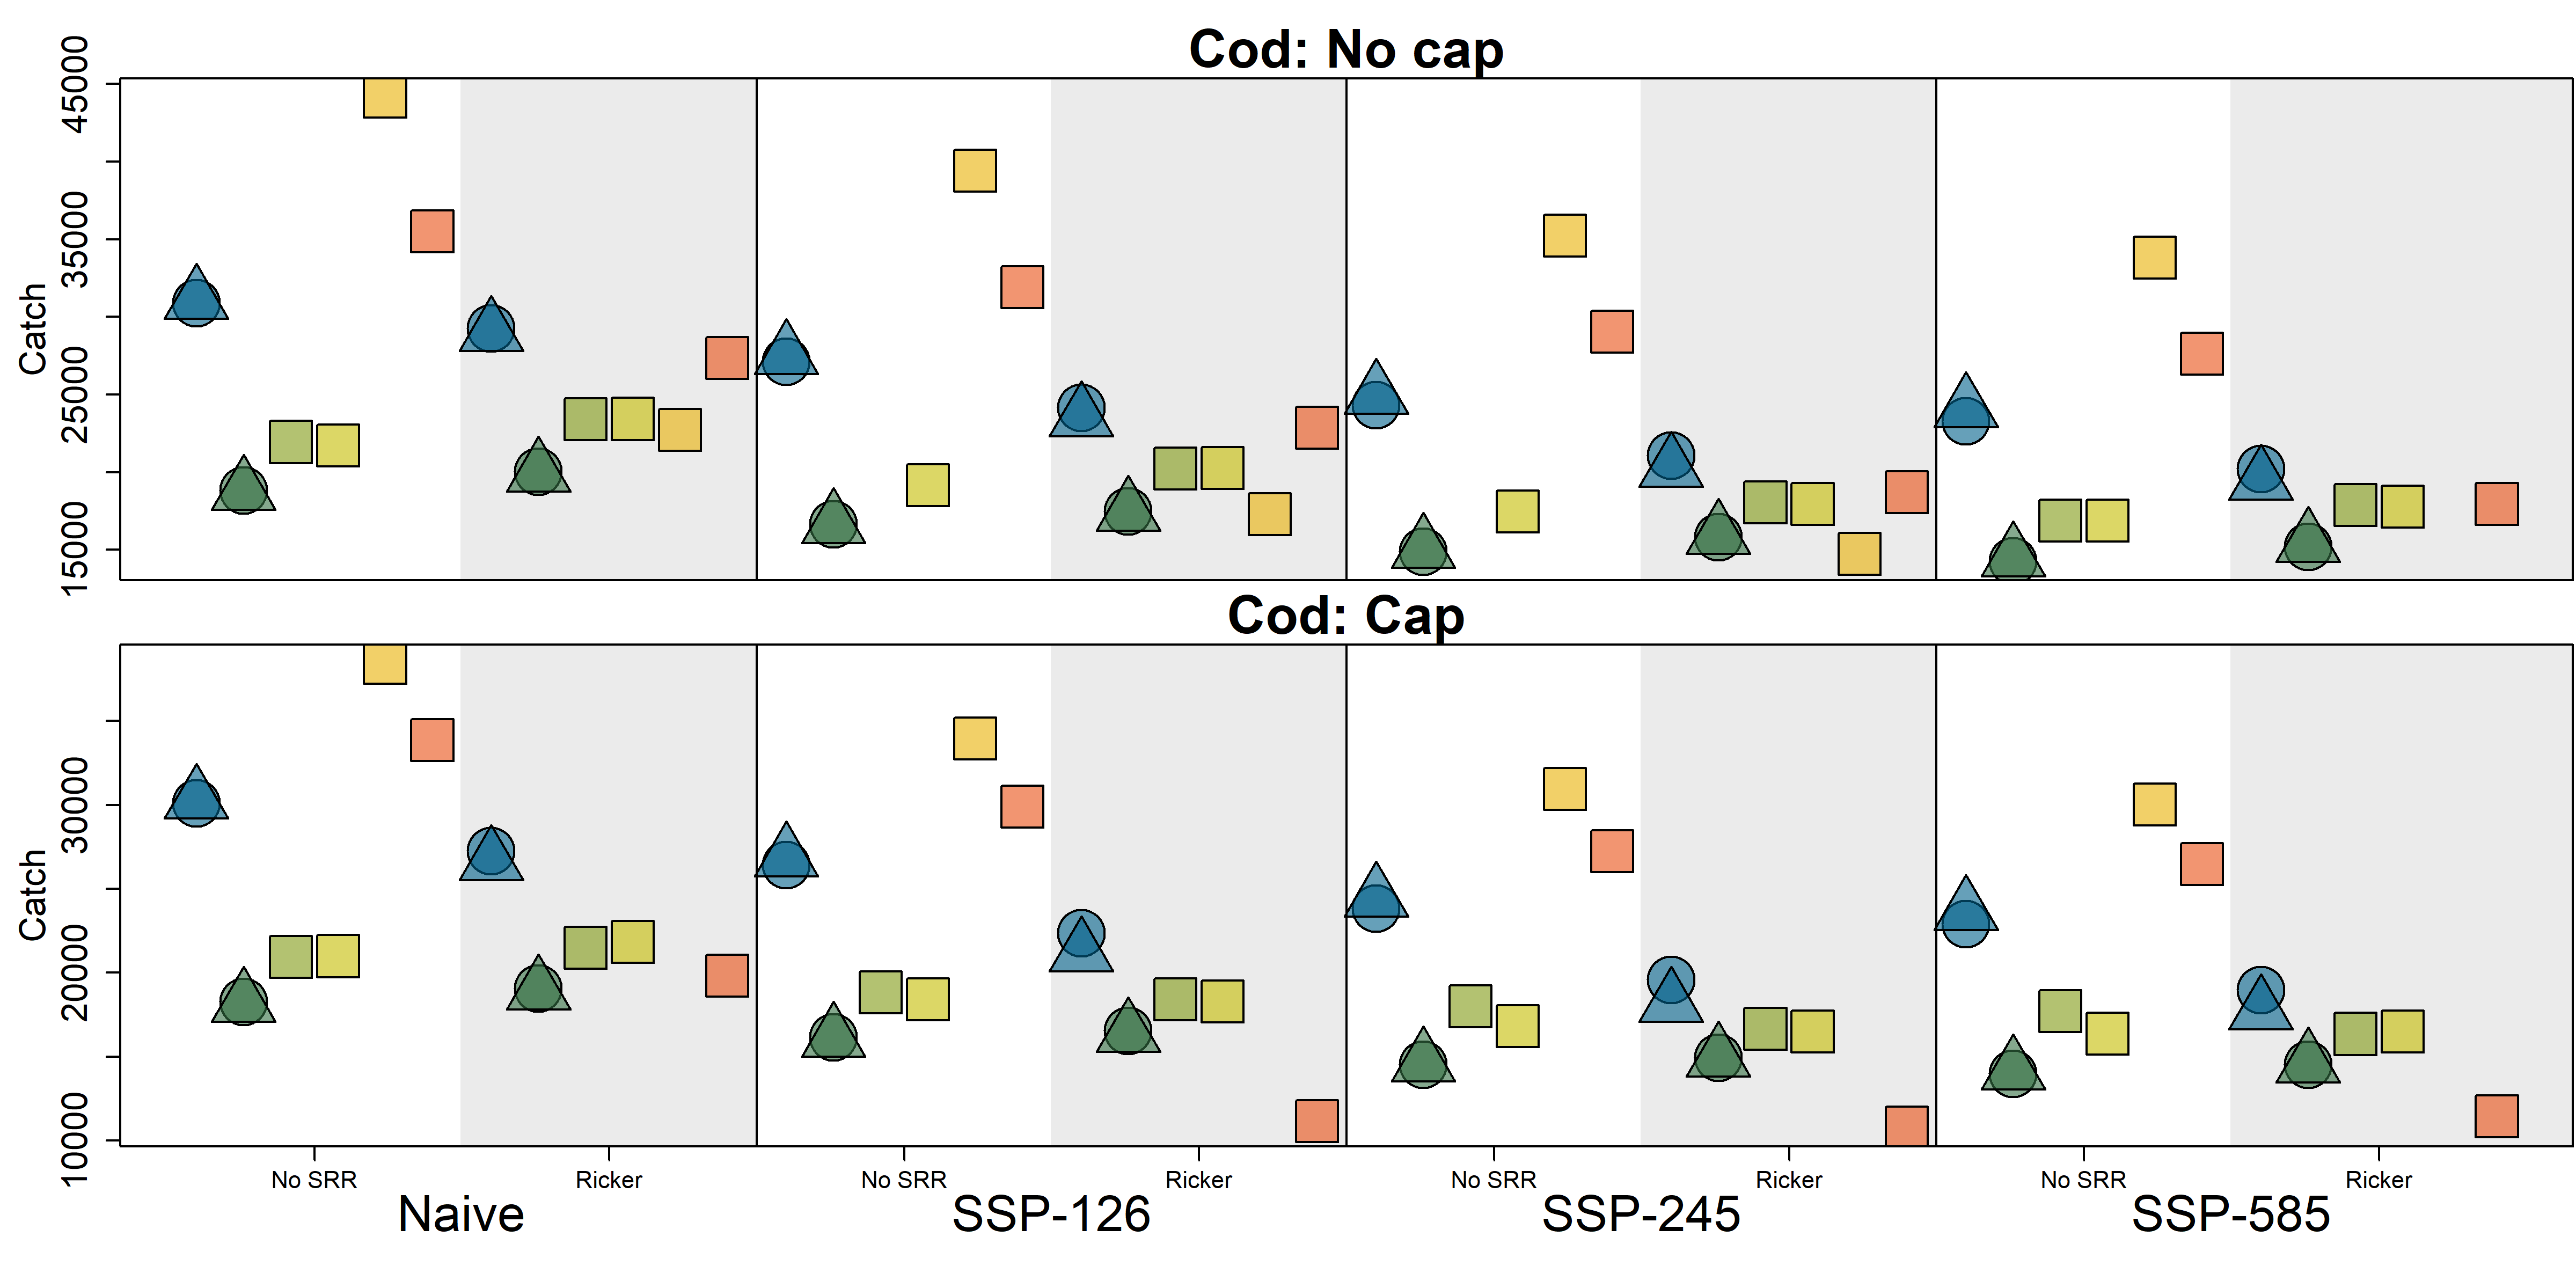 Cod: No cap
45000
35000
25000
15000
Catch
Cod: Cap
30000
20000
10000
Catch
No SRR Ricker No SRR Ricker No SRR Ricker No SRR Ricker
Naive SSP-126 SSP-245 SSP-585